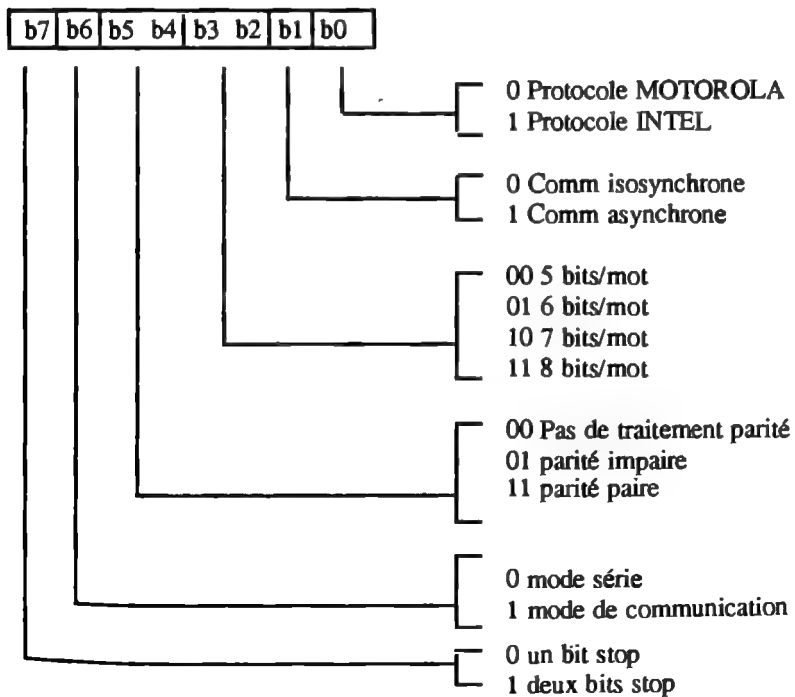 b7 b6 b5 b4 b3 b2 b1 b0
0 Protocole MOTOROLA
1 Protocole INTEL
0 Comm isosynchrone
1 Comm asynchrone
00 5 bits/mot
01 6 bits/mot
10 7 bits/mot
11 8 bits/mot
00 Pas de traitement parité
01 parité impaire
11 parité paire
0 mode série
1 mode de communication
0 un bit stop
1 deux bits stop